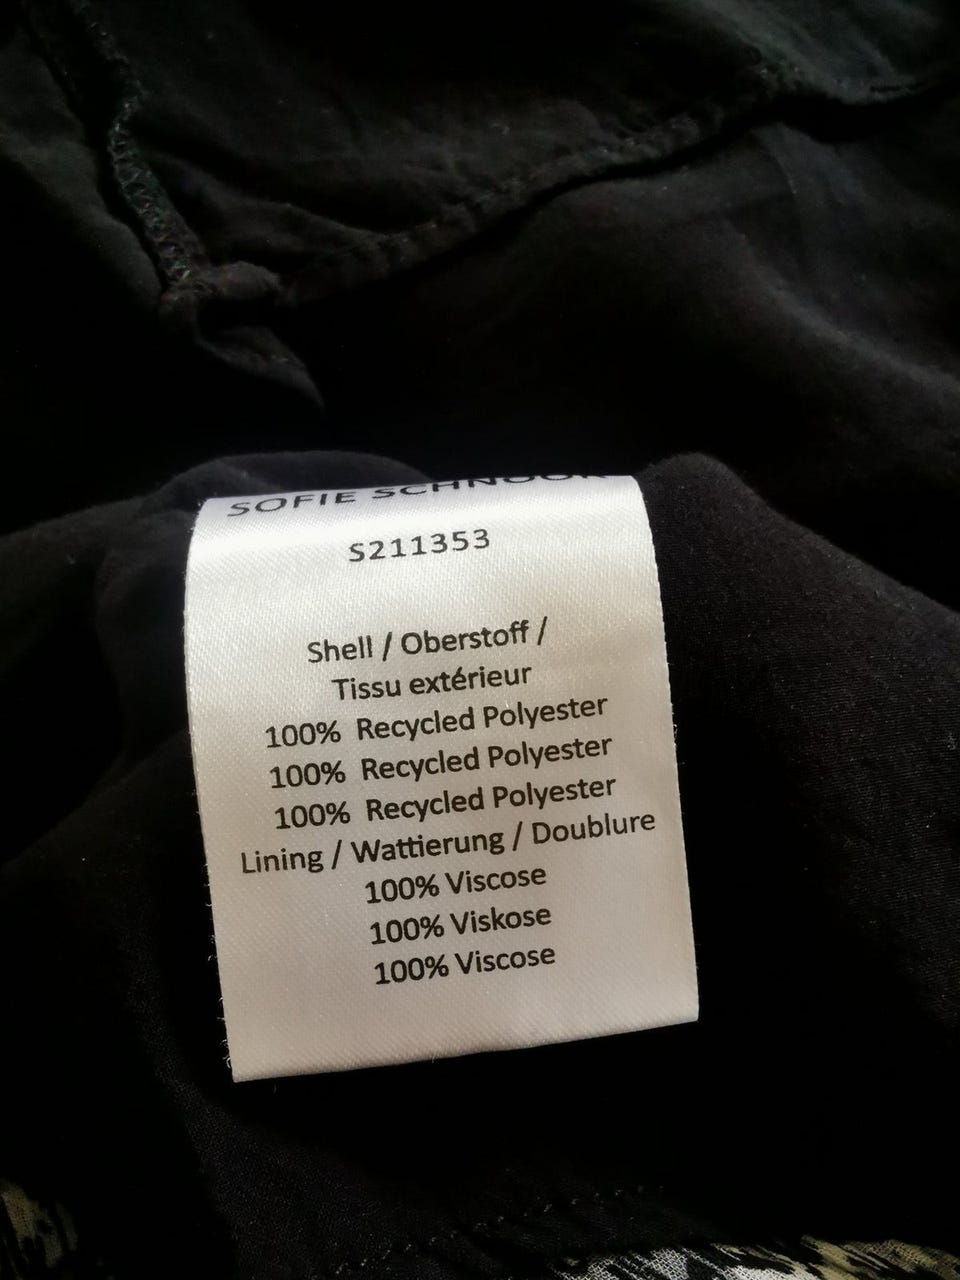 SOFIE SCHNOOR
S211353
Shell / Oberstoff /
Tissu extérieur
100% Recycled Polyester
100% Recycled Polyester
100% Recycled Polyester
Lining / Wattierung / Doublure
100% Viscose
100% Viskose
100% Viscose